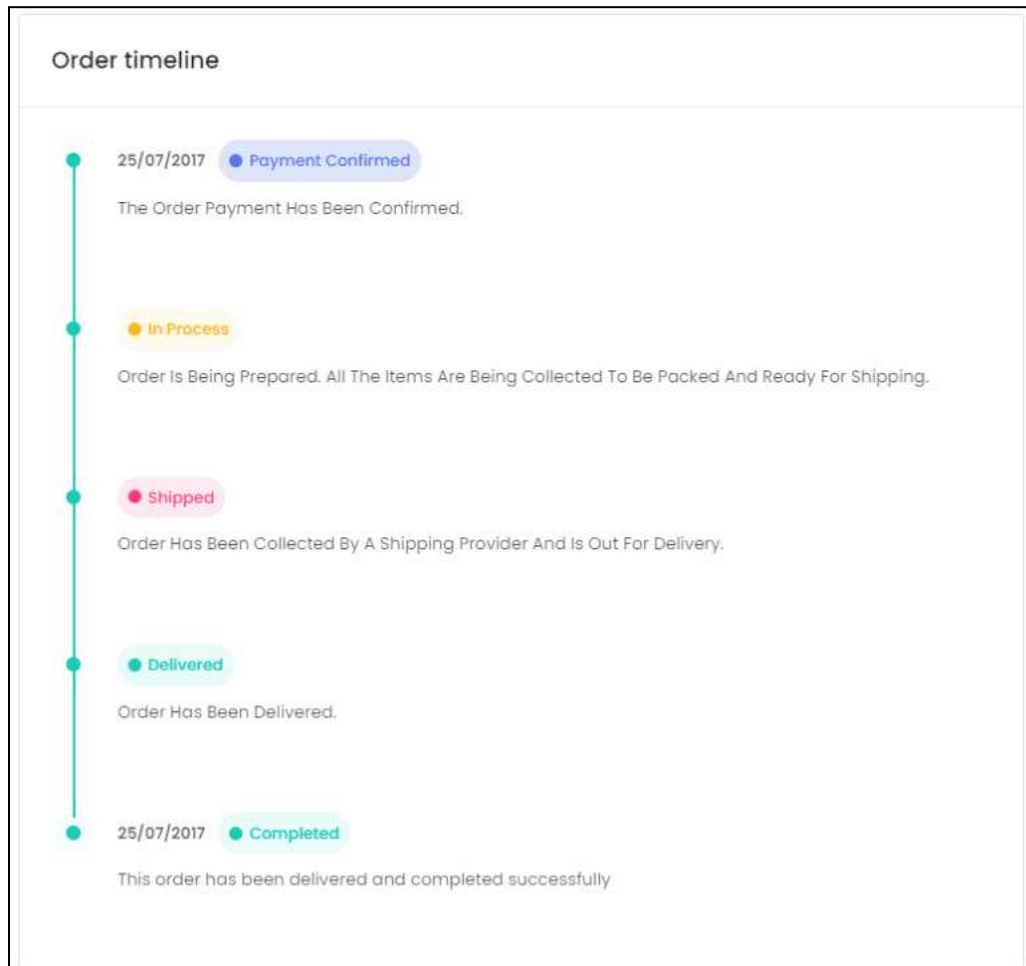 Order timeline
25/07/2017 Payment Confirmed
The Order Payment Has Been Confirmed.
In Process
Order Is Being Prepared. All The Items Are Being Collected To Be Packed And Ready For Shipping.
Shipped
Order Has Been Collected By A Shipping Provider And Is Out For Delivery.
Delivered
Order Has Been Delivered.
25/07/2017 Completed
This order has been delivered and completed successfully